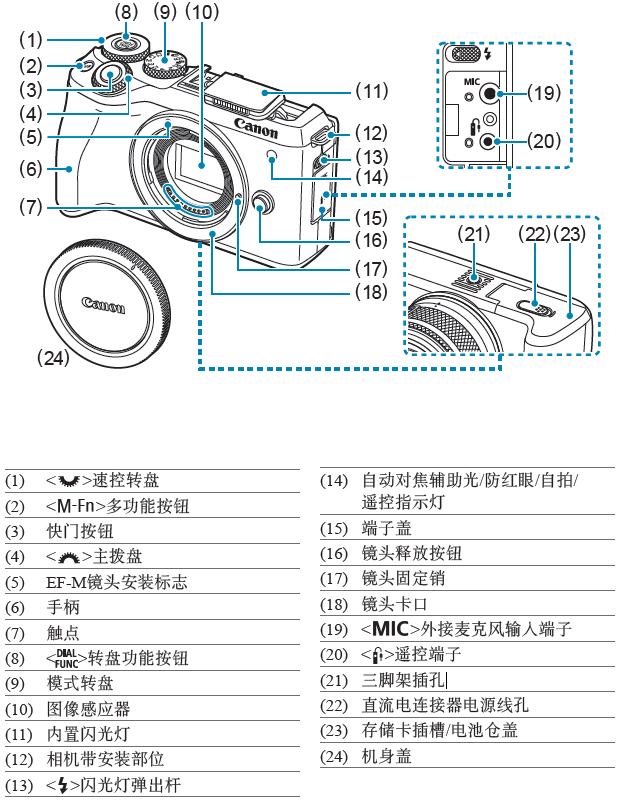 (8) (9) (10)
(1)
(2)
(3)
(4)
(5)
(6)
(7)
Canon
(11)
(12)
(13)
(14)
(15)
(16)
(17)
(18)
MIC
(19)
(20)
(21) (22) (23)
Canon
(24)
(1) < >速控转盘
(2) <M-Fn>多功能按钮
(3) 快门按钮
(4) < >主拨盘
(5) EF-M镜头安装标志
(6) 手柄
(7) 触点
(8) <DIAL FUNC>转盘功能按钮
(9) 模式转盘
(10) 图像感应器
(11) 内置闪光灯
(12) 相机带安装部位
(13) <⚡>闪光灯弹出杆
(14) 自动对焦辅助光/防红眼/自拍/
遥控指示灯
(15) 端子盖
(16) 镜头释放按钮
(17) 镜头固定销
(18) 镜头卡口
(19) <MIC>外接麦克风输入端子
(20) < >遥控端子
(21) 三脚架插孔
(22) 直流电连接器电源线孔
(23) 存储卡插槽/电池仓盖
(24) 机身盖